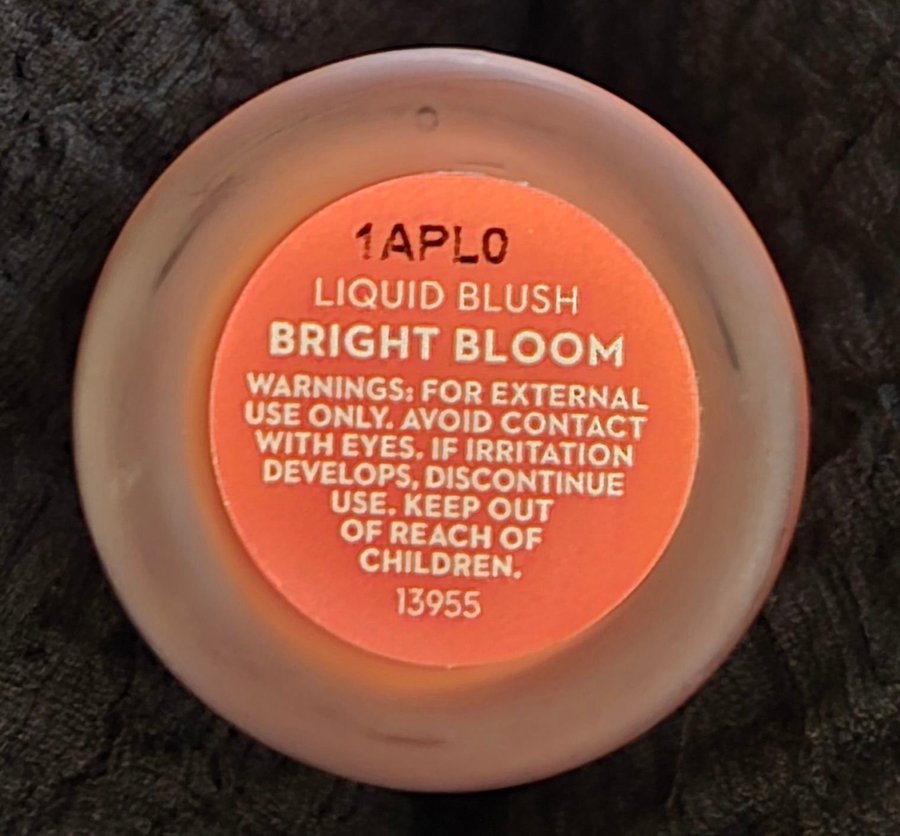 1APL0
LIQUID BLUSH
BRIGHT BLOOM
WARNINGS: FOR EXTERNAL
USE ONLY. AVOID CONTACT
WITH EYES. IF IRRITATION
DEVELOPS, DISCONTINUE
USE. KEEP OUT
OF REACH OF
CHILDREN.
13955